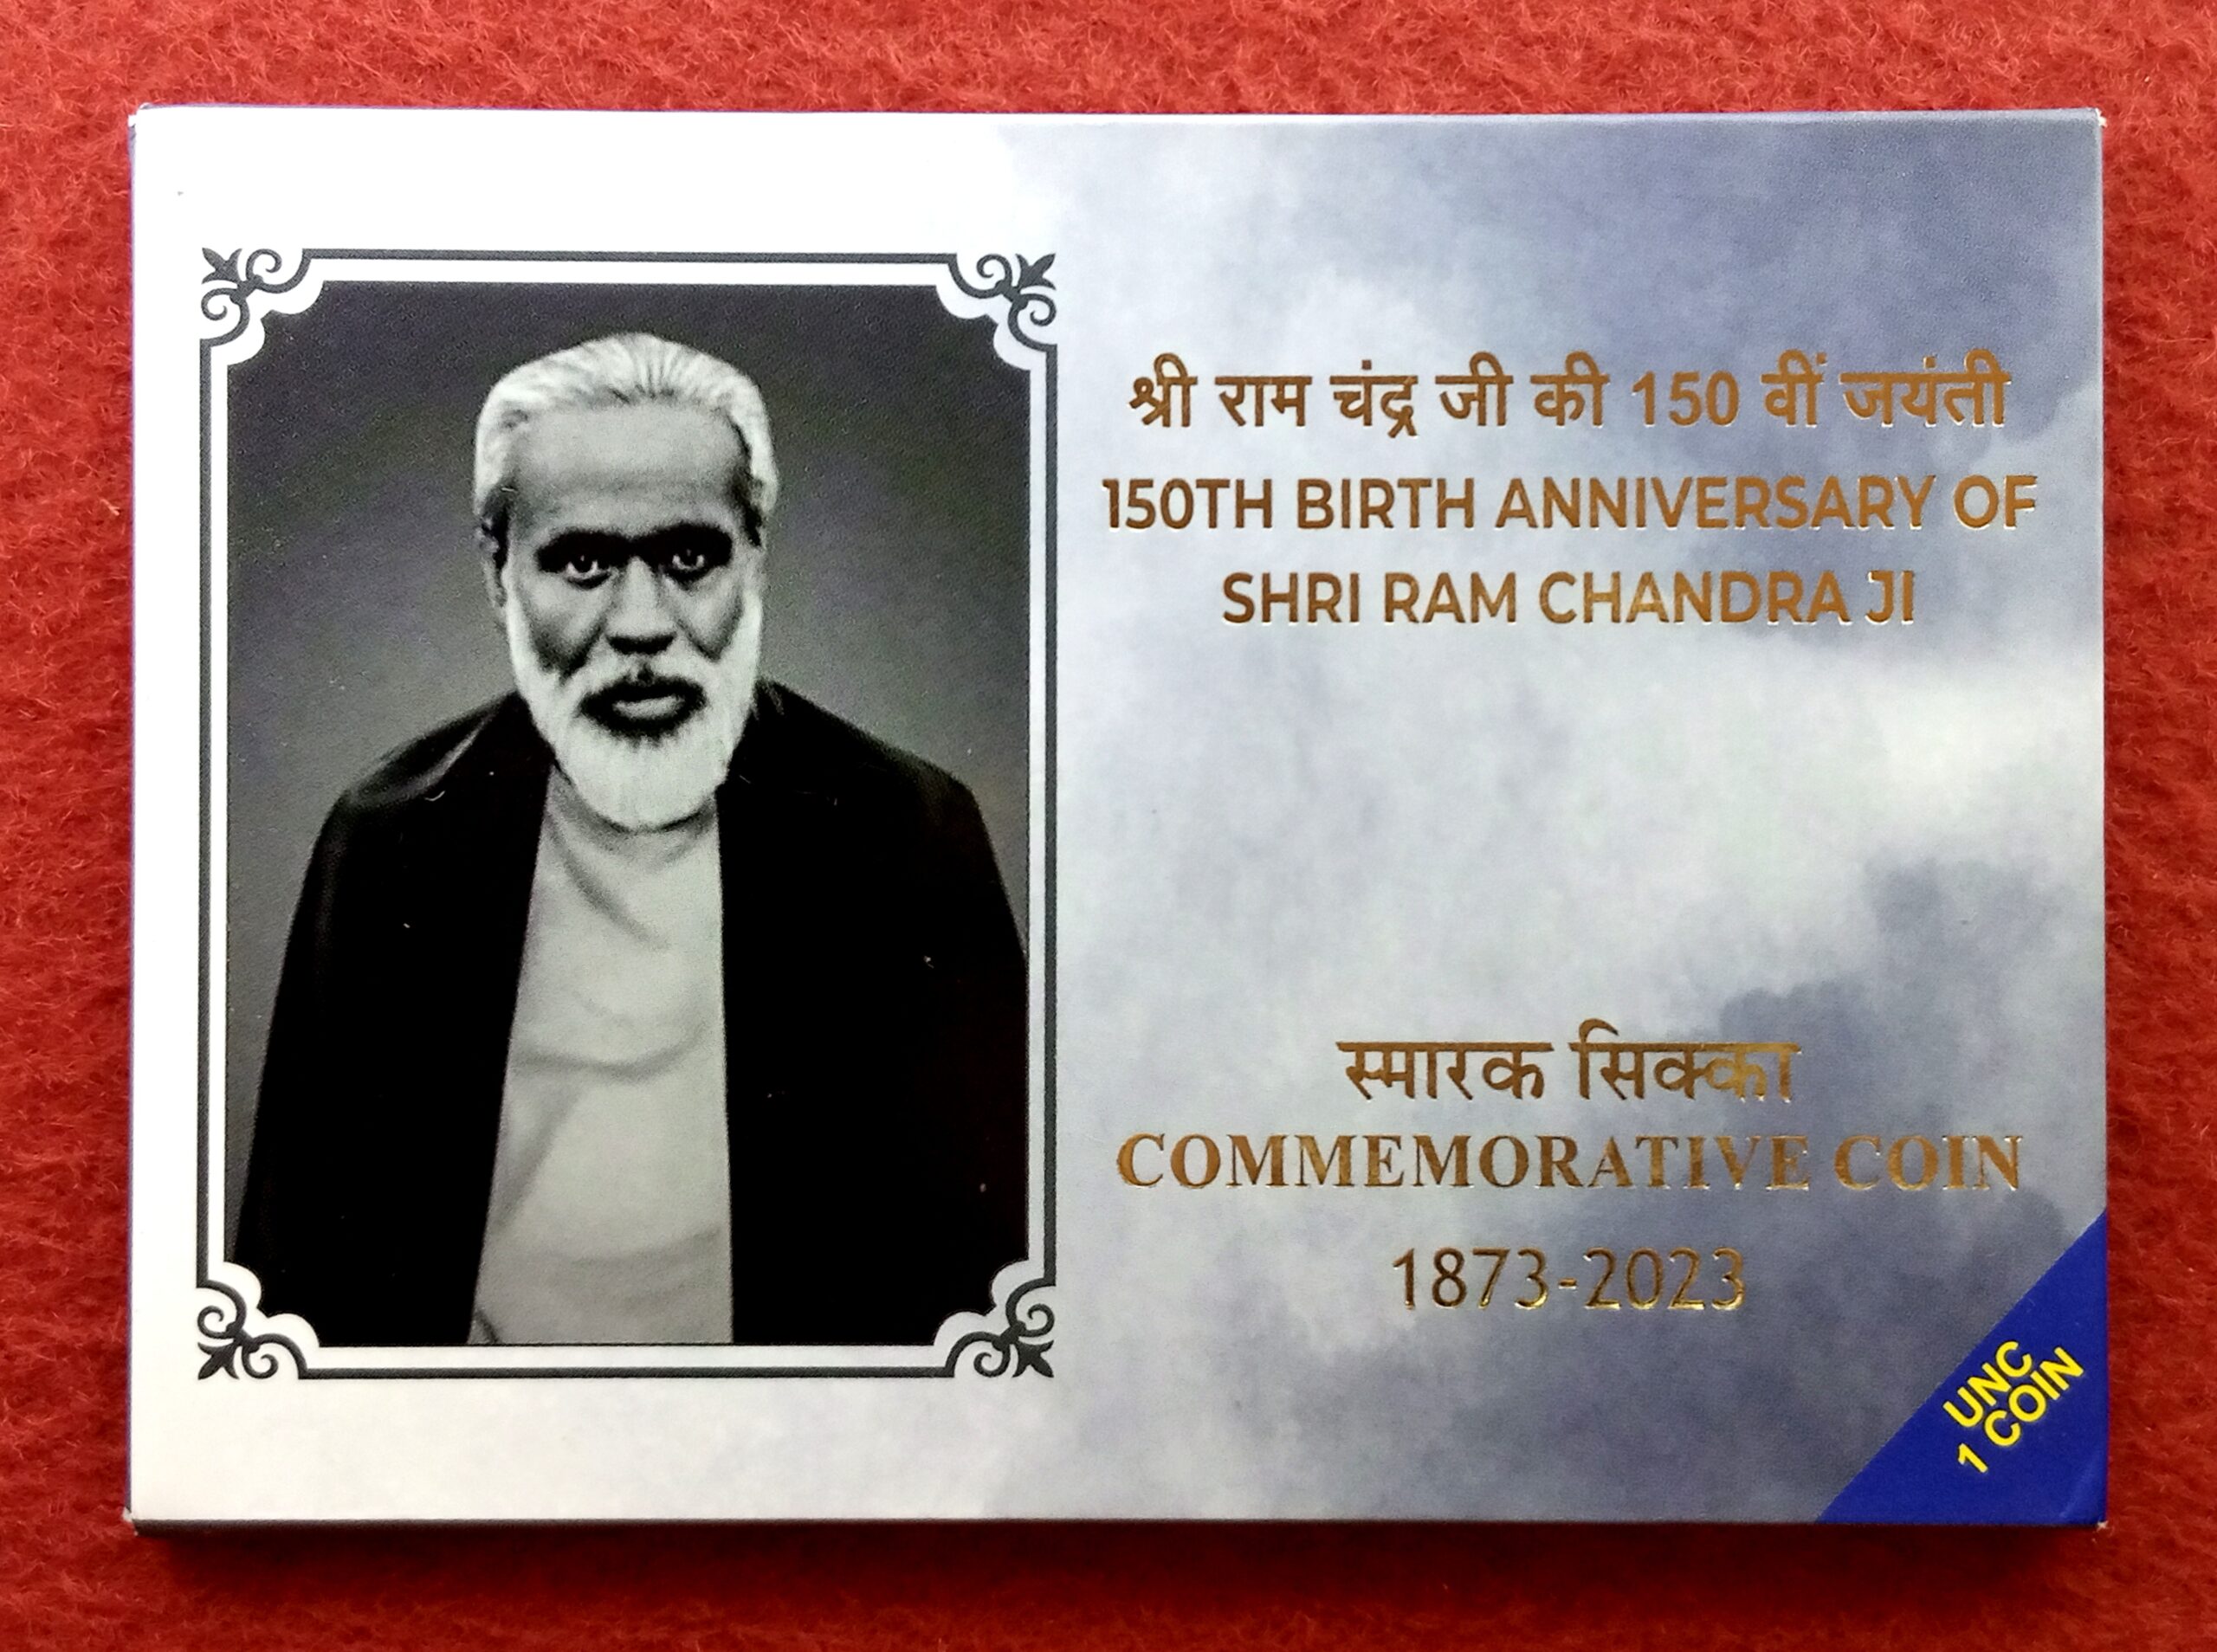 श्री राम चंद्र जी की 150 वीं जयंती
150TH BIRTH ANNIVERSARY OF
SHRI RAM CHANDRA JI
स्मारक सिक्का
COMMEMORATIVE COIN
1873-2023
UNC
1 COIN